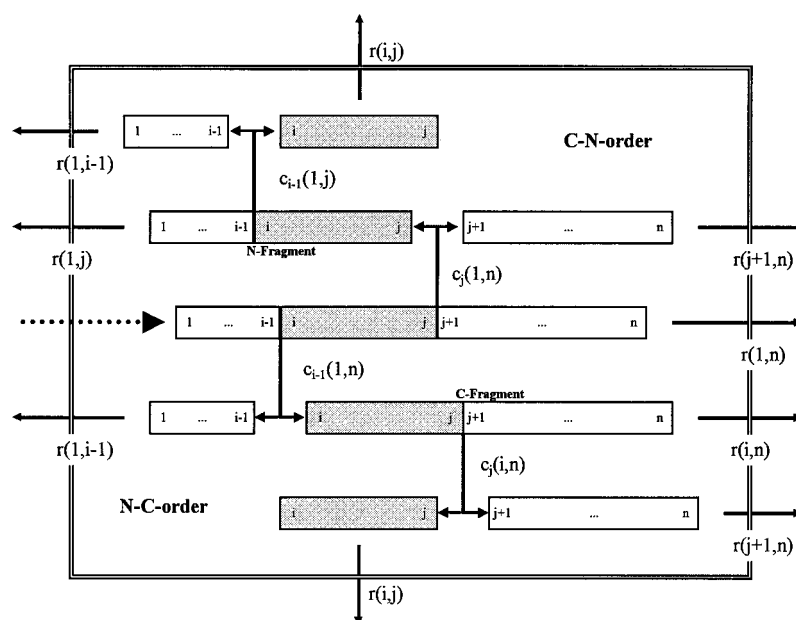 r(i,j)
1 ... i-1 i j
C-N-order
r(1,i-1)
c_{i-1}(1,j)
1 ... i-1 i j j+1 ... n
N-Fragment
r(1,j)
r(j+1,n)
c_j(1,n)
1 ... i-1 i j j+1 ... n
r(1,n)
c_{i-1}(1,n)
C-Fragment
1 ... i-1 i j j+1 ... n
r(1,i-1)
r(i,n)
c_j(i,n)
N-C-order
i j j+1 ... n
r(j+1,n)
r(i,j)